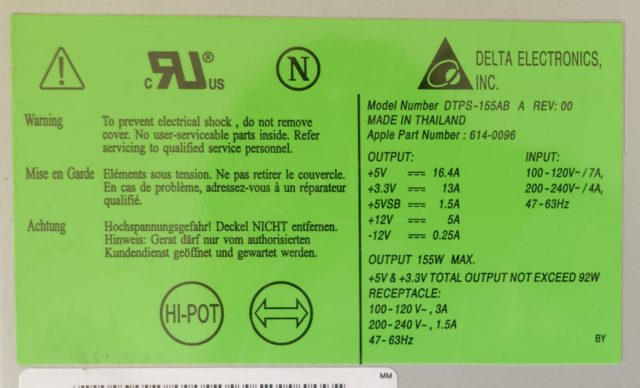 c RU ® US
N
Warning To prevent electrical shock , do not remove
cover. No user-serviceable parts inside. Refer
servicing to qualified service personnel.
Mise en Garde Eléments sous tension. Ne pas retirer le couvercle.
En cas de problème, adressez-vous à un réparateur
qualifié.
Achtung Hochspannungsgefahr! Deckel NICHT entfernen.
Hinweis: Gerat därf nur vom authorisierten
Kundendienst geöffnet und gewartet werden.
HI-POT
DELTA ELECTRONICS,
INC.
Model Number DTPS-155AB A REV: 00
MADE IN THAILAND
Apple Part Number : 614-0096
OUTPUT:
+5V 16.4A
+3.3V 13A
+5VSB 1.5A
+12V 5A
-12V 0.25A
INPUT:
100-120V~ / 7A,
200-240V~ / 4A,
47-63Hz
OUTPUT 155W MAX.
+5V & +3.3V TOTAL OUTPUT NOT EXCEED 92W
RECEPTACLE:
100-120 V~ , 3A
200-240 V~ , 1.5A
47-63Hz
BY
MM